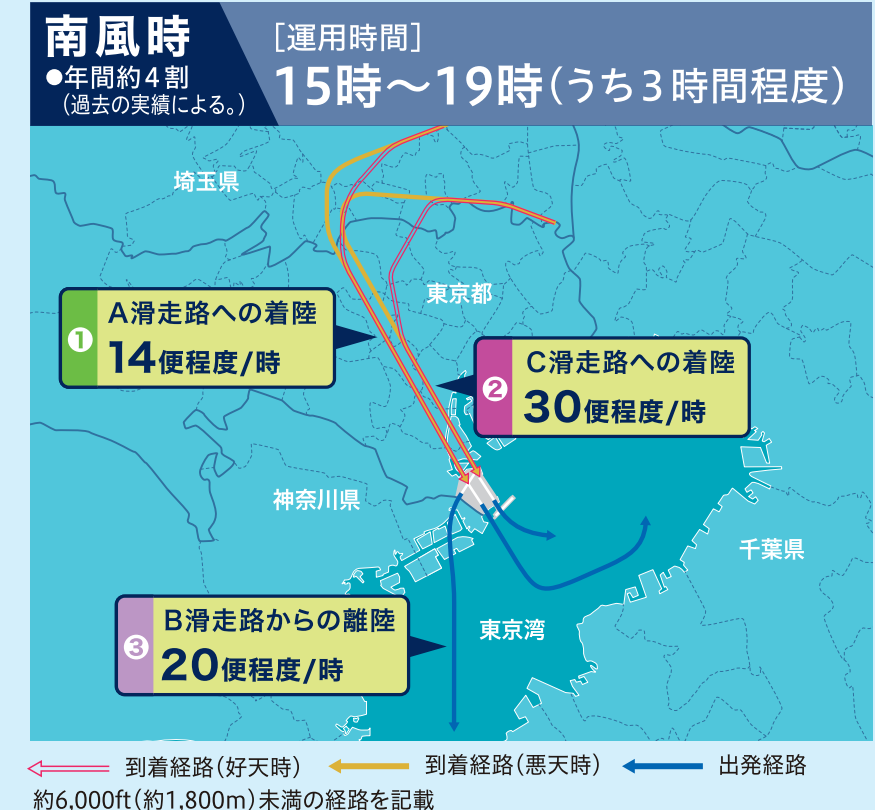 南風時
●年間約4割
(過去の実績による。)
［運用時間］
15時〜19時(うち3時間程度)
埼玉県
東京都
❶
A滑走路への着陸
14便程度/時
❷
C滑走路への着陸
30便程度/時
神奈川県
千葉県
東京湾
❸
B滑走路からの離陸
20便程度/時
到着経路(好天時)
到着経路(悪天時)
出発経路
約6,000ft(約1,800m)未満の経路を記載